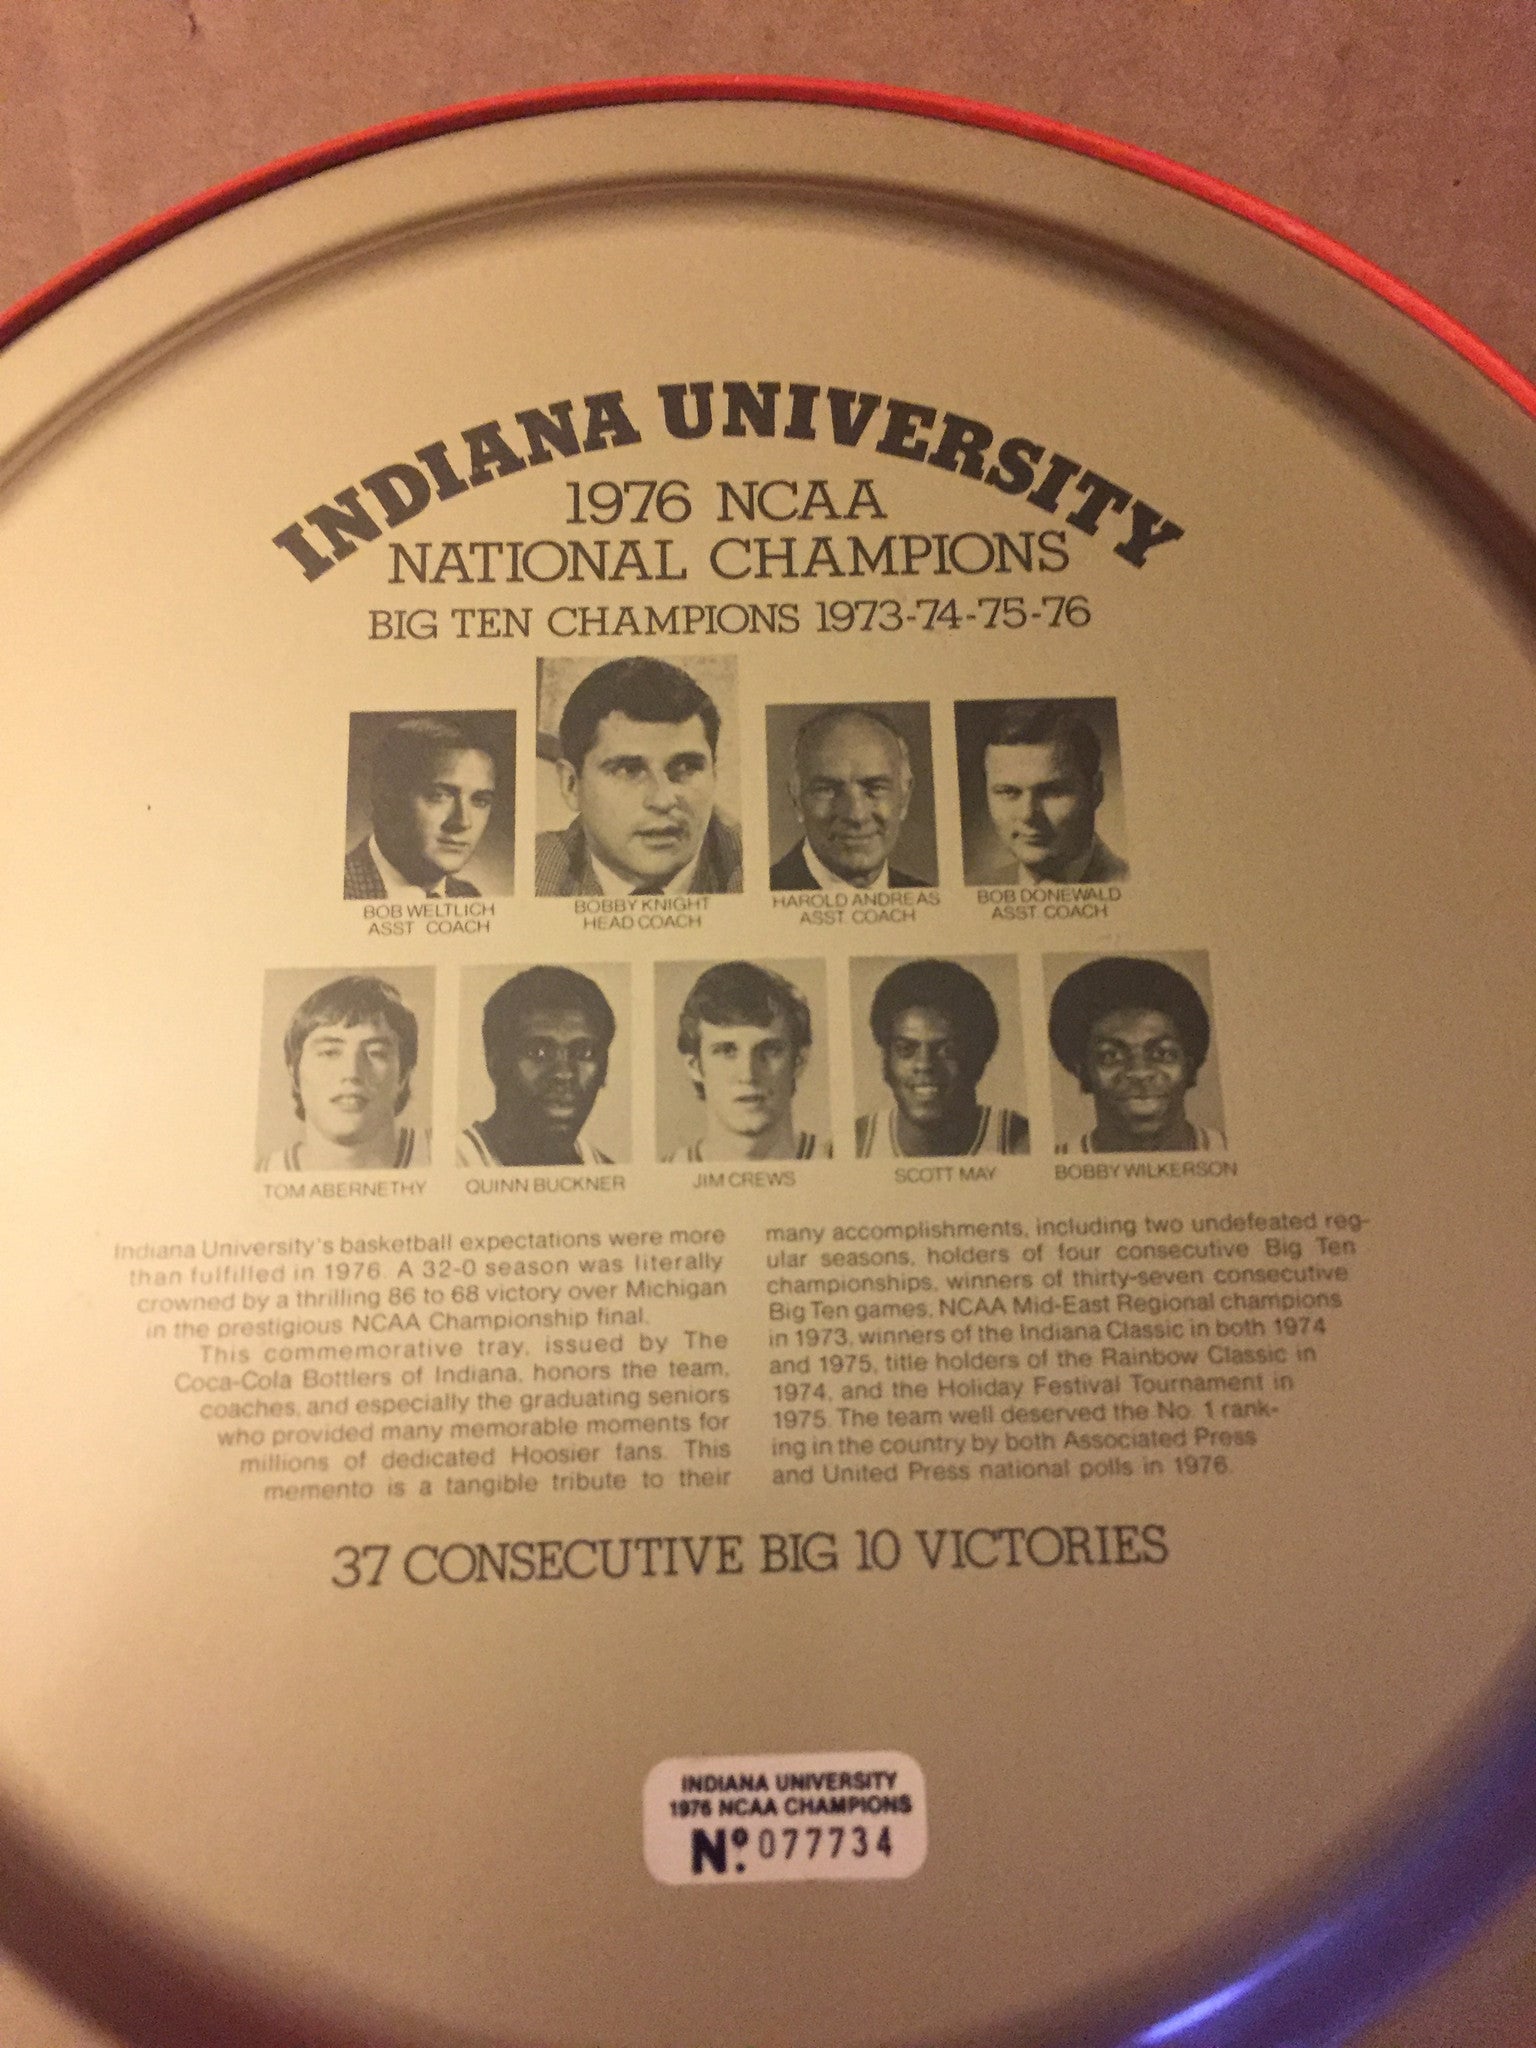 INDIANA UNIVERSITY
1976 NCAA
NATIONAL CHAMPIONS
BIG TEN CHAMPIONS 1973-74-75-76
BOB WELTLICH
ASST COACH
BOBBY KNIGHT
HEAD COACH
HAROLD ANDREAS
ASST COACH
BOB DONEWALD
ASST COACH
TOM ABERNETHY
QUINN BUCKNER
JIM CREWS
SCOTT MAY
BOBBY WILKERSON
Indiana University's basketball expectations were more
than fulfilled in 1976. A 32-0 season was literally
crowned by a thrilling 86 to 68 victory over Michigan
in the prestigious NCAA Championship final.
This commemorative tray, issued by The
Coca-Cola Bottlers of Indiana, honors the team,
coaches, and especially the graduating seniors
who provided many memorable moments for
millions of dedicated Hoosier fans. This
memento is a tangible tribute to their
many accomplishments, including two undefeated reg-
ular seasons, holders of four consecutive Big Ten
championships, winners of thirty-seven consecutive
Big Ten games, NCAA Mid-East Regional champions
in 1973, winners of the Indiana Classic in both 1974
and 1975, title holders of the Rainbow Classic in
1974, and the Holiday Festival Tournament in
1975. The team well deserved the No. 1 rank-
ing in the country by both Associated Press
and United Press national polls in 1976.
37 CONSECUTIVE BIG 10 VICTORIES
INDIANA UNIVERSITY
1976 NCAA CHAMPIONS
Nº 077734